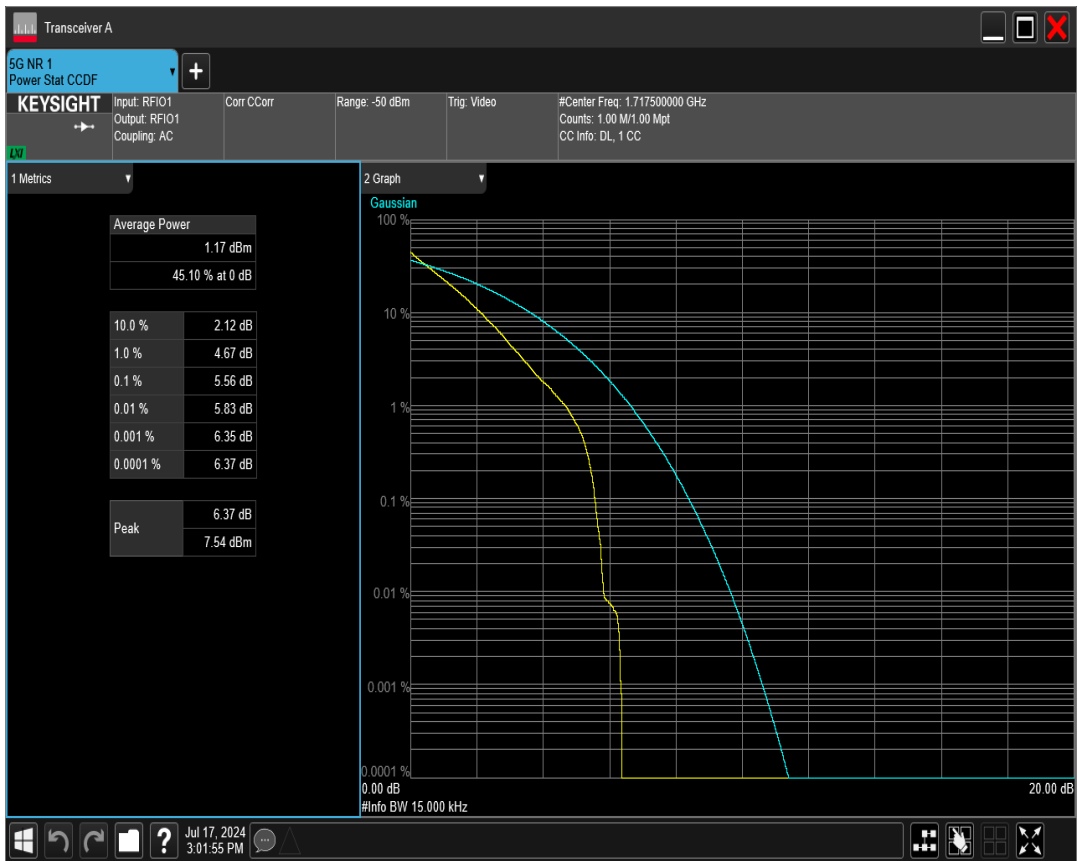 Transceiver A
5G NR 1
Power Stat CCDF
KEYSIGHT
LXI
Input: RFIO1
Output: RFIO1
Coupling: AC
Corr CCorr
Range: -50 dBm
Trig: Video
#Center Freq: 1.717500000 GHz
Counts: 1.00 M/1.00 Mpt
CC Info: DL, 1 CC
1 Metrics
Average Power
1.17 dBm
45.10 % at 0 dB
10.0 % 2.12 dB
1.0 % 4.67 dB
0.1 % 5.56 dB
0.01 % 5.83 dB
0.001 % 6.35 dB
0.0001 % 6.37 dB
Peak 6.37 dB
7.54 dBm
2 Graph
Gaussian
100 %
10 %
1 %
0.1 %
0.01 %
0.001 %
0.0001 %
0.00 dB 20.00 dB
#Info BW 15.000 kHz
? Jul 17, 2024
3:01:55 PM